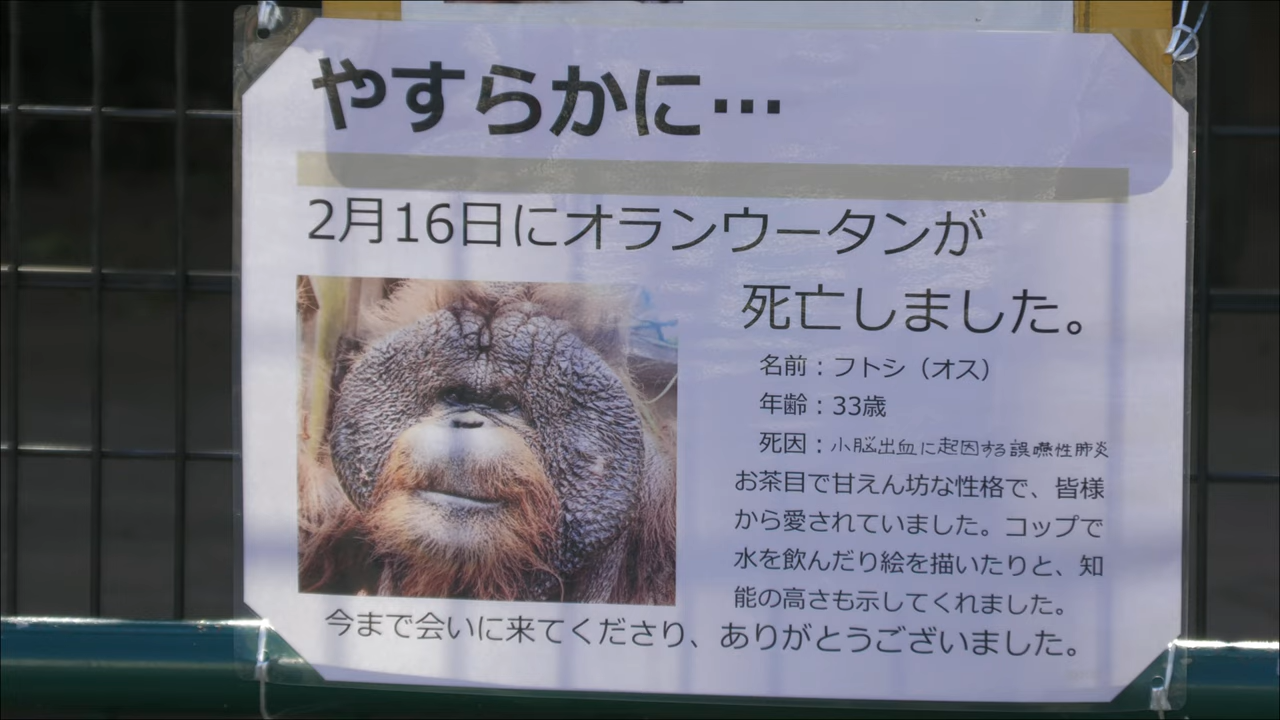 やすらかに…
2月16日にオランウータンが
死亡しました。
名前：フトシ（オス）
年齢：33歳
死因：小脳出血に起因する誤嚥性肺炎
お茶目で甘えん坊な性格で、皆様
から愛されていました。コップで
水を飲んだり絵を描いたりと、知
能の高さも示してくれました。
今まで会いに来てくださり、ありがとうございました。